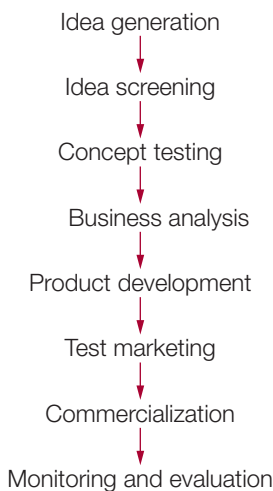 Idea generation
Idea screening
Concept testing
Business analysis
Product development
Test marketing
Commercialization
Monitoring and evaluation